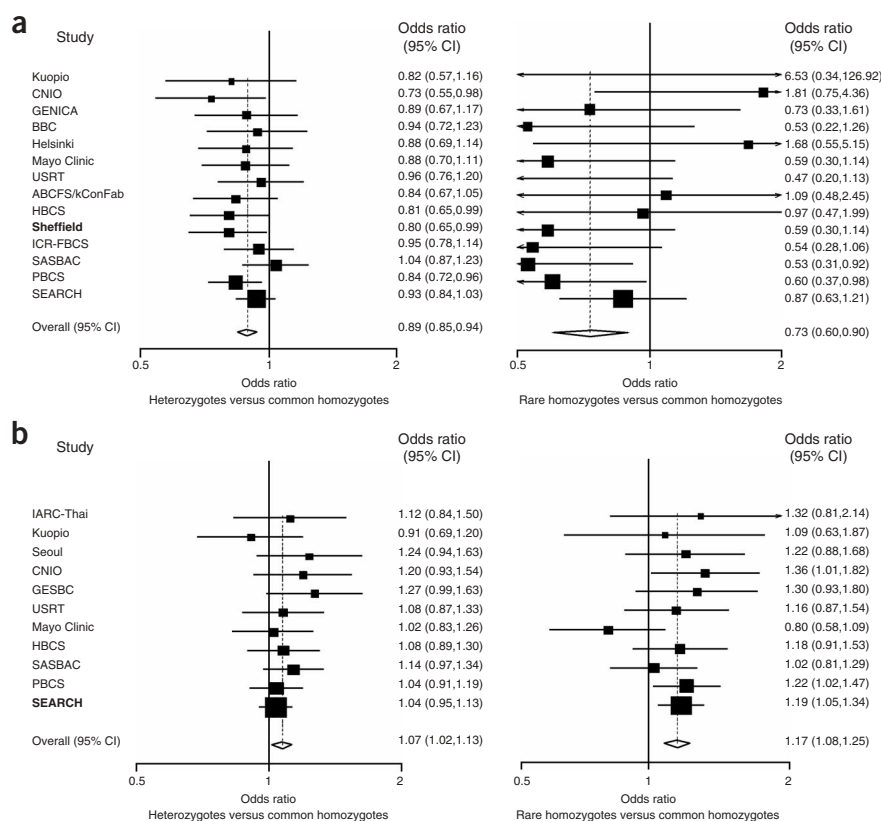 a
Study
Odds ratio
(95% CI)
Odds ratio
(95% CI)
Kuopio 0.82 (0.57,1.16) 6.53 (0.34,126.92)
CNIO 0.73 (0.55,0.98) 1.81 (0.75,4.36)
GENICA 0.89 (0.67,1.17) 0.73 (0.33,1.61)
BBC 0.94 (0.72,1.23) 0.53 (0.22,1.26)
Helsinki 0.88 (0.69,1.14) 1.68 (0.55,5.15)
Mayo Clinic 0.88 (0.70,1.11) 0.59 (0.30,1.14)
USRT 0.96 (0.76,1.20) 0.47 (0.20,1.13)
ABCFS/kConFab 0.84 (0.67,1.05) 1.09 (0.48,2.45)
HBCS 0.81 (0.65,0.99) 0.97 (0.47,1.99)
Sheffield 0.80 (0.65,0.99) 0.59 (0.30,1.14)
ICR-FBCS 0.95 (0.78,1.14) 0.54 (0.28,1.06)
SASBAC 1.04 (0.87,1.23) 0.53 (0.31,0.92)
PBCS 0.84 (0.72,0.96) 0.60 (0.37,0.98)
SEARCH 0.93 (0.84,1.03) 0.87 (0.63,1.21)
Overall (95% CI) 0.89 (0.85,0.94) 0.73 (0.60,0.90)
0.5 1 2 0.5 1 2
Odds ratio Odds ratio
Heterozygotes versus common homozygotes Rare homozygotes versus common homozygotes
b
Study
Odds ratio
(95% CI)
Odds ratio
(95% CI)
IARC-Thai 1.12 (0.84,1.50) 1.32 (0.81,2.14)
Kuopio 0.91 (0.69,1.20) 1.09 (0.63,1.87)
Seoul 1.24 (0.94,1.63) 1.22 (0.88,1.68)
CNIO 1.20 (0.93,1.54) 1.36 (1.01,1.82)
GESBC 1.27 (0.99,1.63) 1.30 (0.93,1.80)
USRT 1.08 (0.87,1.33) 1.16 (0.87,1.54)
Mayo Clinic 1.02 (0.83,1.26) 0.80 (0.58,1.09)
HBCS 1.08 (0.89,1.30) 1.18 (0.91,1.53)
SASBAC 1.14 (0.97,1.34) 1.02 (0.81,1.29)
PBCS 1.04 (0.91,1.19) 1.22 (1.02,1.47)
SEARCH 1.04 (0.95,1.13) 1.19 (1.05,1.34)
Overall (95% CI) 1.07 (1.02,1.13) 1.17 (1.08,1.25)
0.5 1 2 0.5 1 2
Odds ratio Odds ratio
Heterozygotes versus common homozygotes Rare homozygotes versus common homozygotes